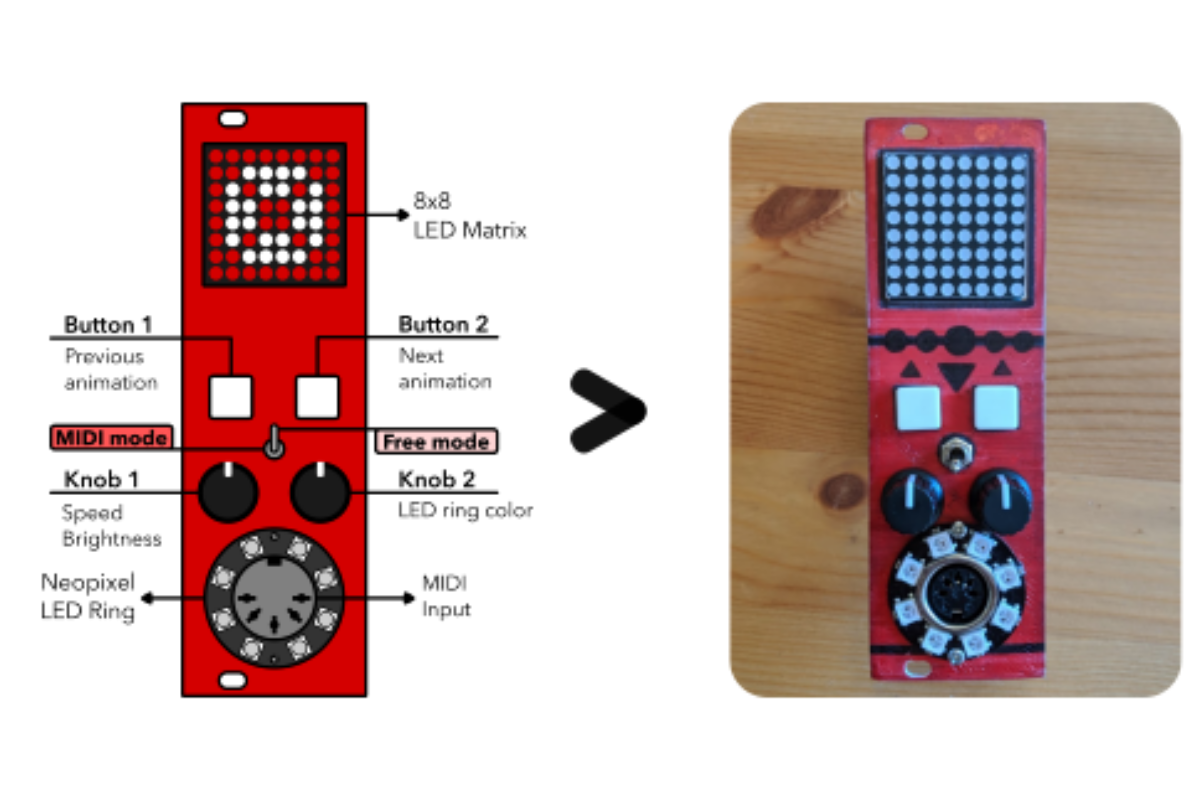 8x8
LED Matrix
Button 1
Previous
animation
Button 2
Next
animation
MIDI mode
Free mode
Knob 1
Speed
Brightness
Knob 2
LED ring color
Neopixel
LED Ring
MIDI
Input